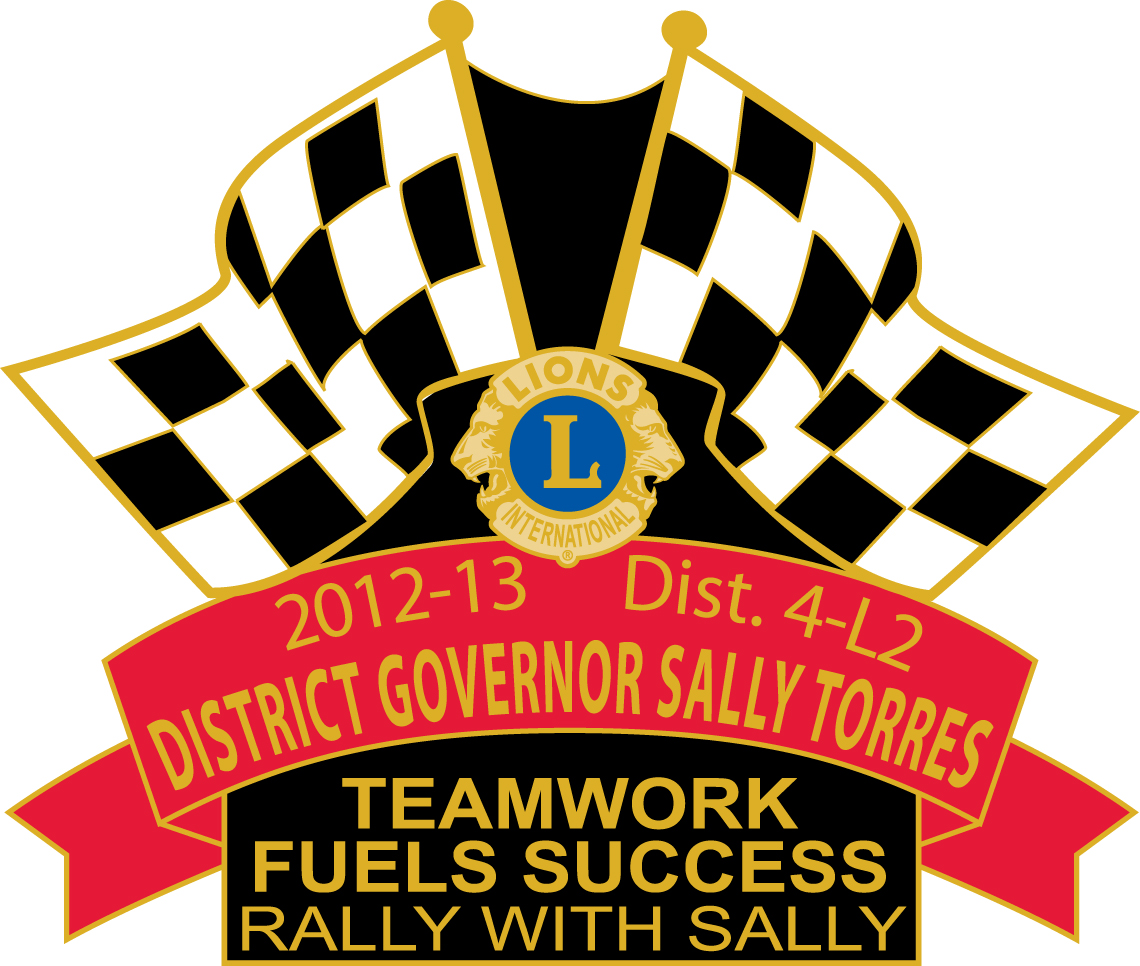 LIONS
L
INTERNATIONAL
®
2012-13 Dist. 4-L2
DISTRICT GOVERNOR SALLY TORRES
TEAMWORK
FUELS SUCCESS
RALLY WITH SALLY